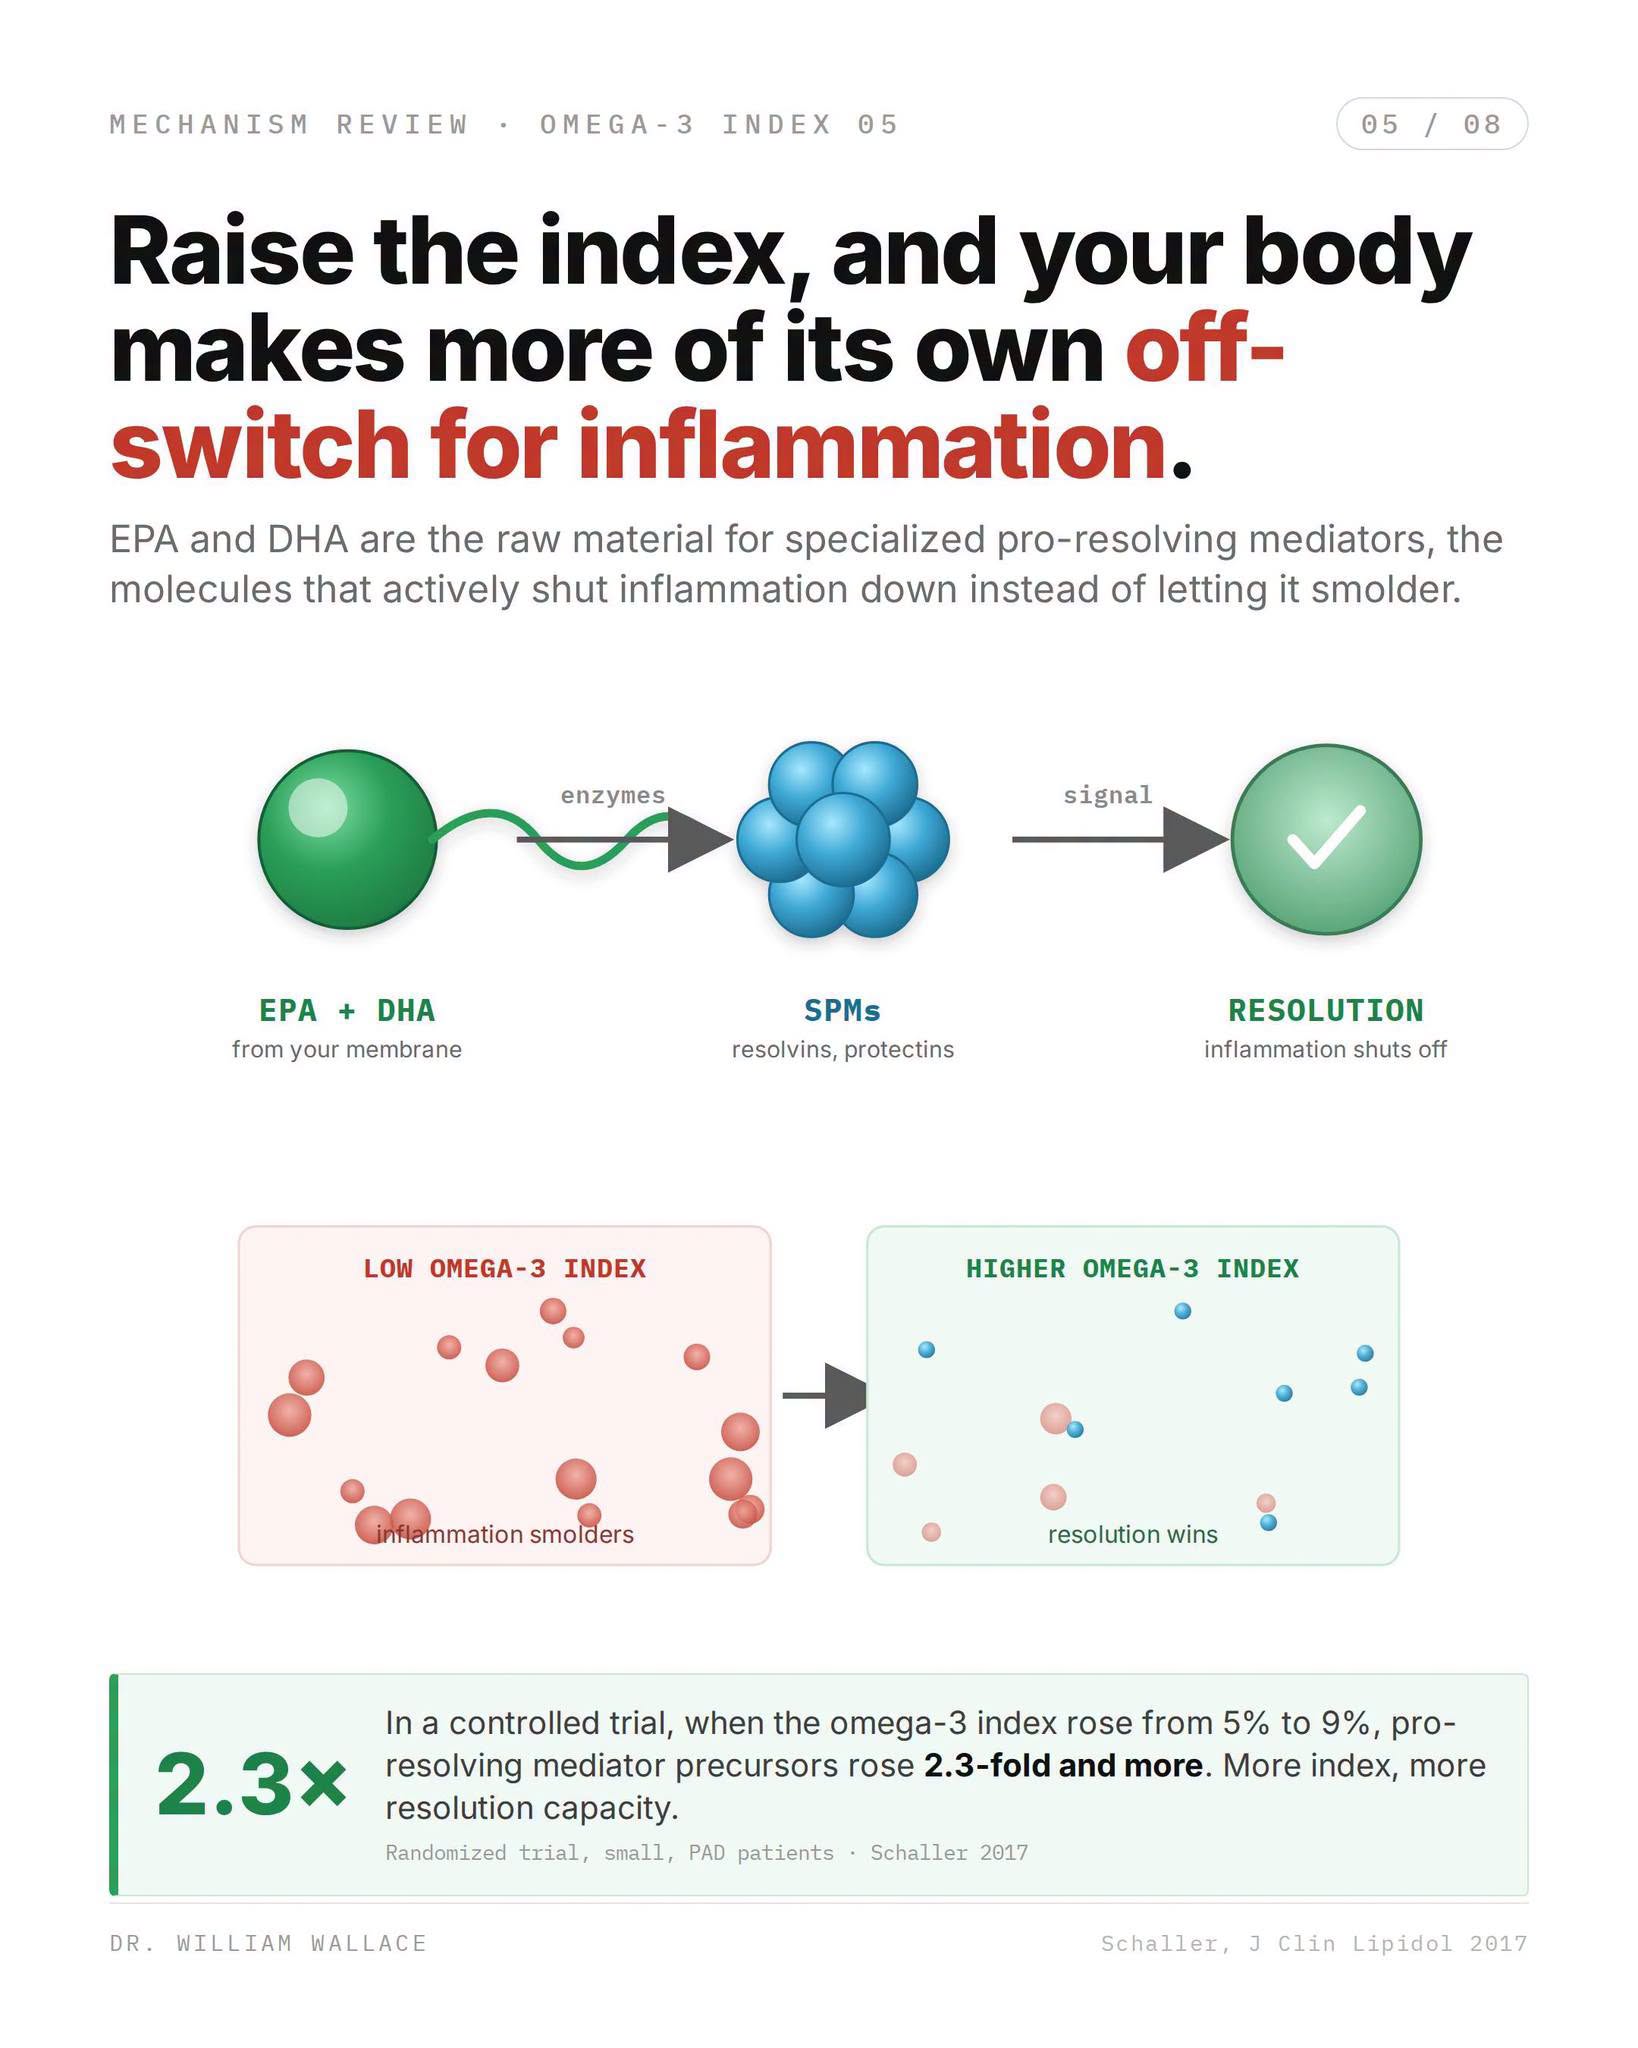 MECHANISM REVIEW · OMEGA-3 INDEX 05
05 / 08
Raise the index, and your body
makes more of its own off-
switch for inflammation.
EPA and DHA are the raw material for specialized pro-resolving mediators, the
molecules that actively shut inflammation down instead of letting it smolder.
enzymes
signal
EPA + DHA
from your membrane
SPMs
resolvins, protectins
RESOLUTION
inflammation shuts off
LOW OMEGA-3 INDEX
inflammation smolders
HIGHER OMEGA-3 INDEX
resolution wins
2.3×
In a controlled trial, when the omega-3 index rose from 5% to 9%, pro-
resolving mediator precursors rose 2.3-fold and more. More index, more
resolution capacity.
Randomized trial, small, PAD patients · Schaller 2017
DR. WILLIAM WALLACE
Schaller, J Clin Lipidol 2017